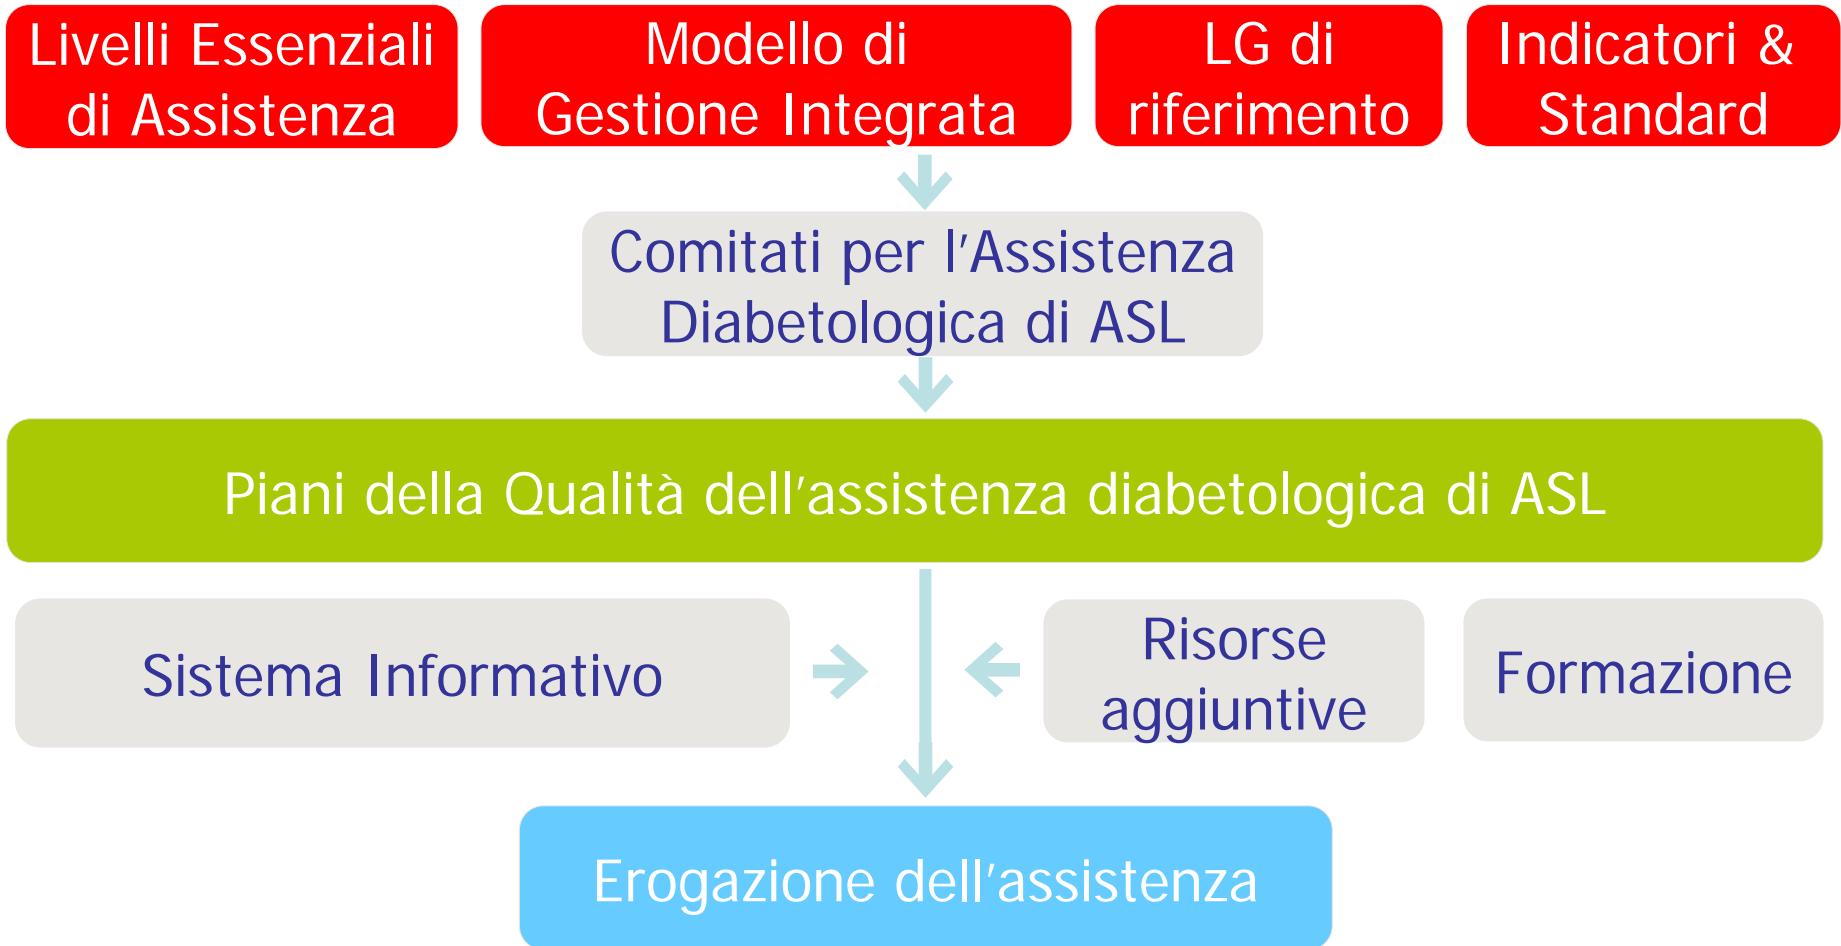 Livelli Essenziali
di Assistenza
Modello di
Gestione Integrata
LG di
riferimento
Indicatori &
Standard
Comitati per l'Assistenza
Diabetologica di ASL
Piani della Qualità dell'assistenza diabetologica di ASL
Sistema Informativo
Risorse
aggiuntive
Formazione
Erogazione dell'assistenza